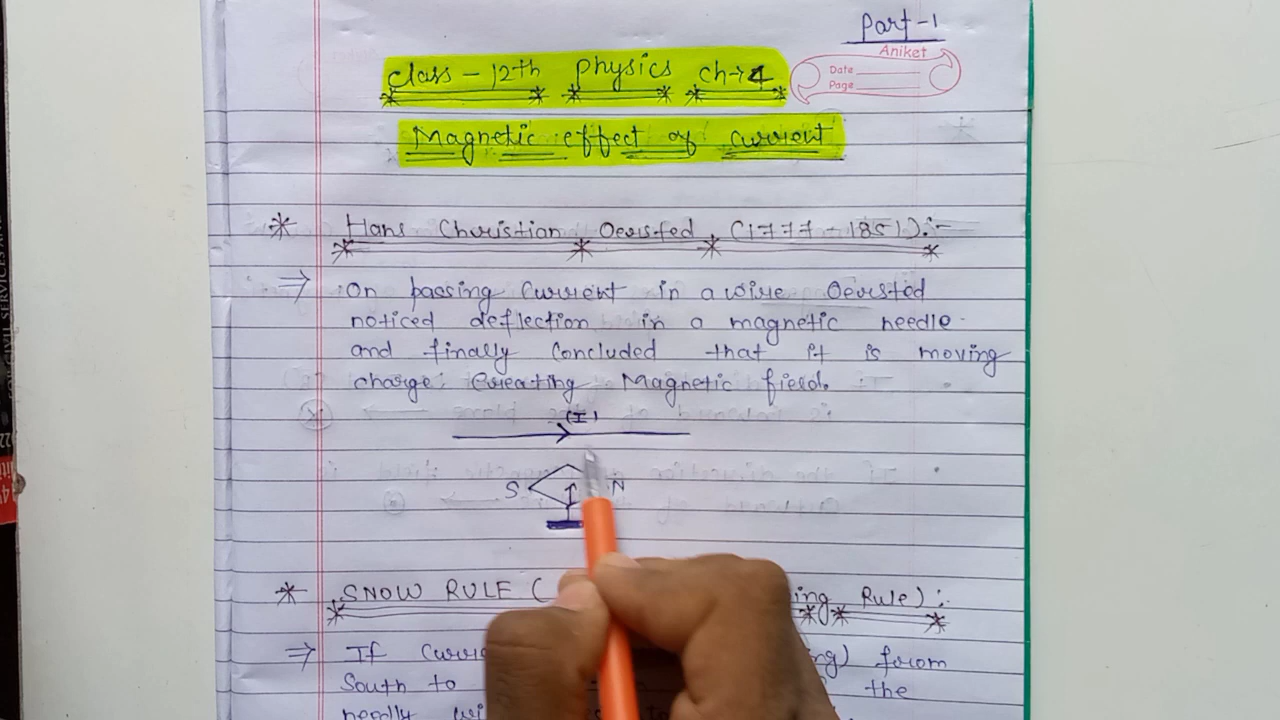 Part-1
Aniket
Date
Page
Class - 12th Physics Ch→4
Magnetic effect of current
* Hans Christian Oersted (1777 - 1851):-
⇒ On passing current in a wire Oersted
noticed deflection in a magnetic needle
and finally concluded that it is moving
charge creating Magnetic field.
(I)
S N
* SNOW RULE ( ing Rule):-
⇒ If ng) from
South to the